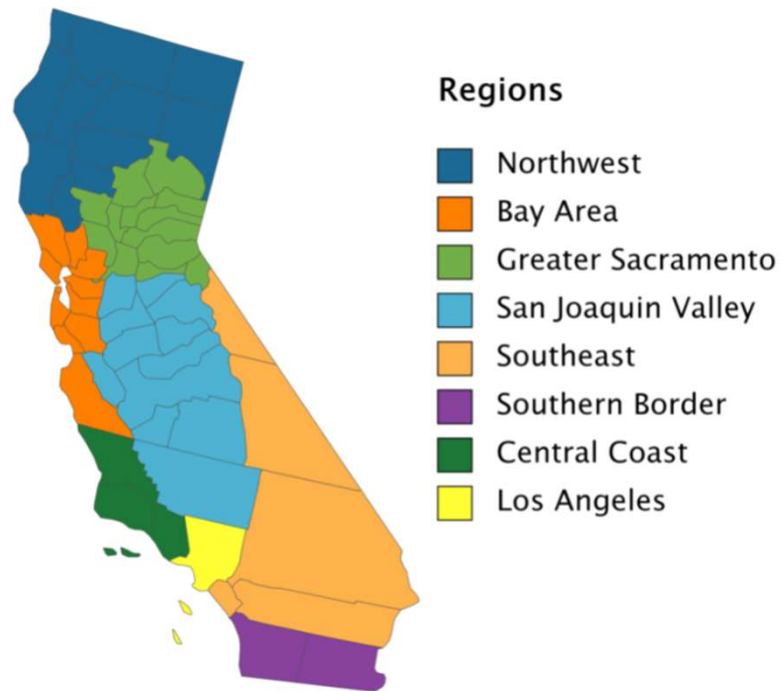 Regions
Northwest
Bay Area
Greater Sacramento
San Joaquin Valley
Southeast
Southern Border
Central Coast
Los Angeles